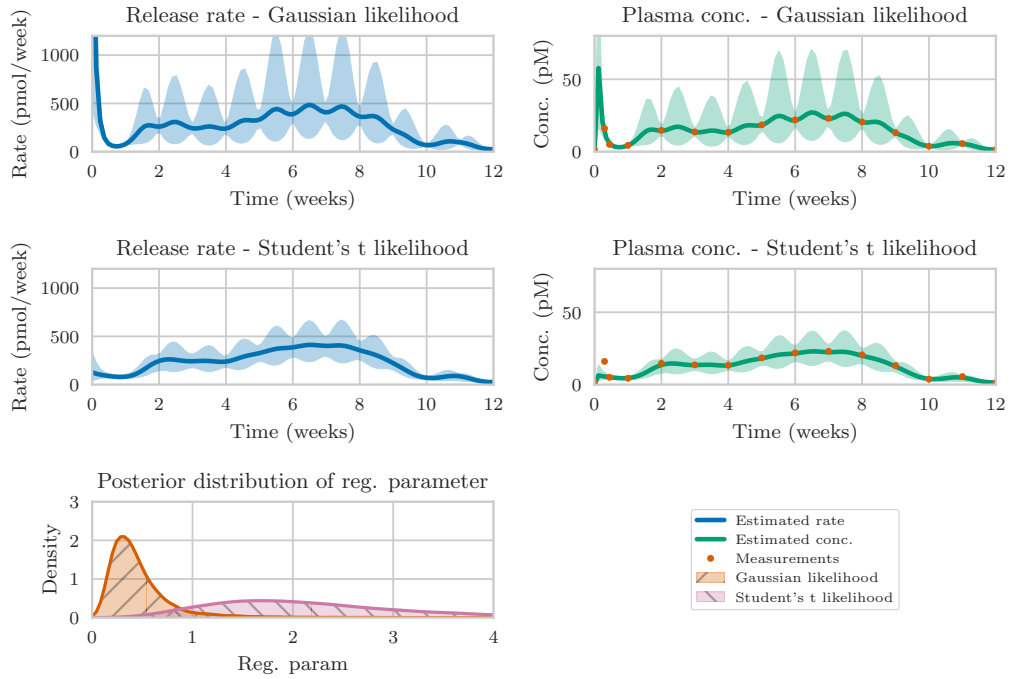 Release rate - Gaussian likelihood
Rate (pmol/week)
1000
500
0
0 2 4 6 8 10 12
Time (weeks)
Plasma conc. - Gaussian likelihood
Conc. (pM)
50
0
0 2 4 6 8 10 12
Time (weeks)
Release rate - Student's t likelihood
Rate (pmol/week)
1000
500
0
0 2 4 6 8 10 12
Time (weeks)
Plasma conc. - Student's t likelihood
Conc. (pM)
50
0
0 2 4 6 8 10 12
Time (weeks)
Posterior distribution of reg. parameter
Density
3
2
1
0
0 1 2 3 4
Reg. param
Estimated rate
Estimated conc.
Measurements
Gaussian likelihood
Student's t likelihood